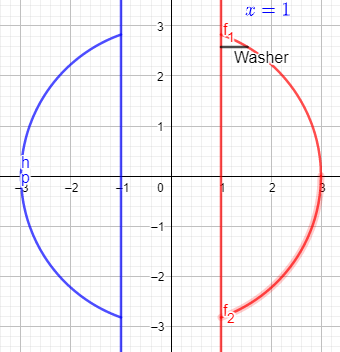 x = 1
3
f₁
Washer
2
1
h
p
−3 −2 −1 0 1 2 3
−1
−2
f₂
−3